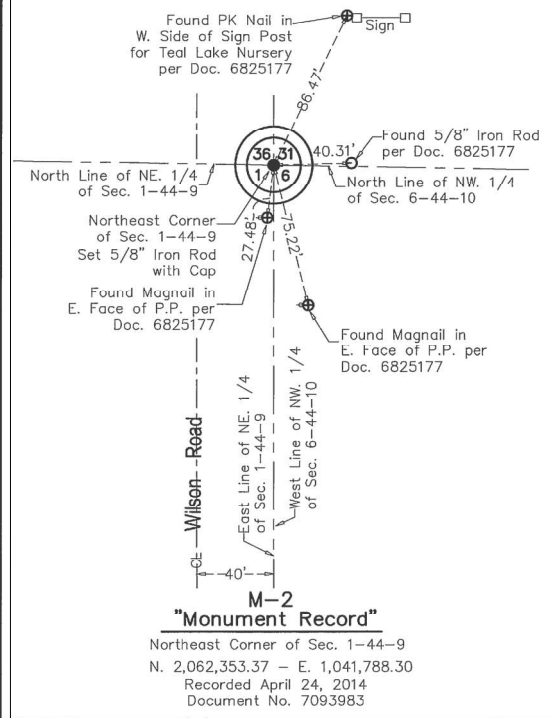 Found PK Nail in
W. Side of Sign Post
for Teal Lake Nursery
per Doc. 6825177
Sign
86.47'
36 31
1 6
40.31'
Found 5/8" Iron Rod
per Doc. 6825177
North Line of NE. 1/4
of Sec. 1-44-9
North Line of NW. 1/4
of Sec. 6-44-10
Northeast Corner
of Sec. 1-44-9
Set 5/8" Iron Rod
with Cap
27.48'
75.22'
Found Magnail in
E. Face of P.P. per
Doc. 6825177
Found Magnail in
E. Face of P.P. per
Doc. 6825177
Wilson Road
East Line of NE. 1/4
of Sec. 1-44-9
West Line of NW. 1/4
of Sec. 6-44-10
CL
40'
M-2
"Monument Record"
Northeast Corner of Sec. 1-44-9
N. 2,062,353.37 - E. 1,041,788.30
Recorded April 24, 2014
Document No. 7093983